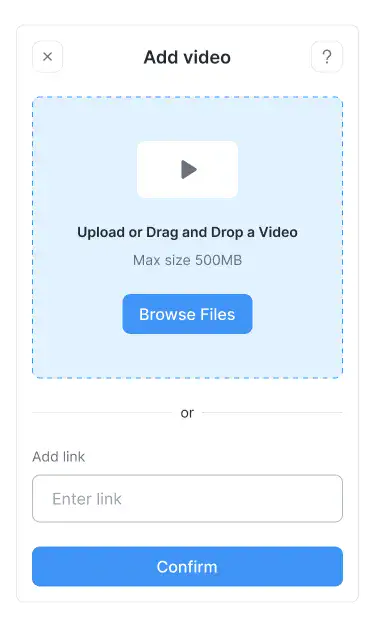 Add video
?
Upload or Drag and Drop a Video
Max size 500MB
Browse Files
or
Add link
Enter link
Confirm